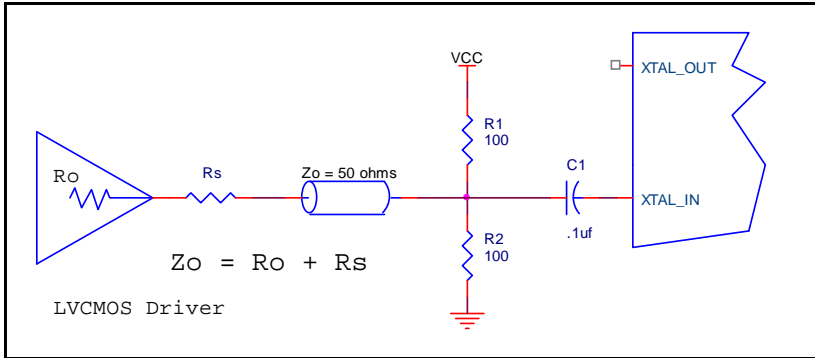 VCC
XTAL_OUT
R1
100
Ro
Rs
Zo = 50 ohms
C1
XTAL_IN
.1uf
R2
100
Zo = Ro + Rs
LVCMOS Driver